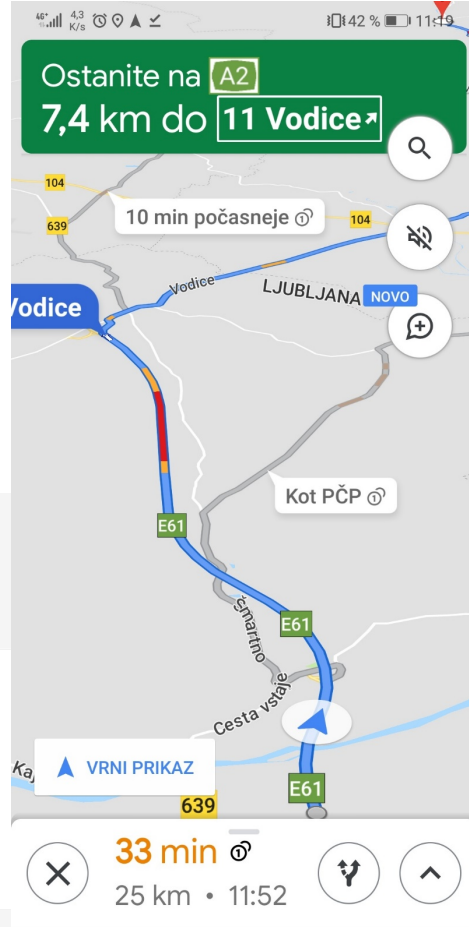 46+ 4,3 K/s 42 % 11:19
Ostanite na A2
7,4 km do 11 Vodice
104
10 min počasneje
104
639
Vodice
LJUBLJANA
NOVO
Vodice
Kot PČP
E61
Šmartno
E61
Cesta vstaje
VRNI PRIKAZ
E61
639
33 min
25 km • 11:52